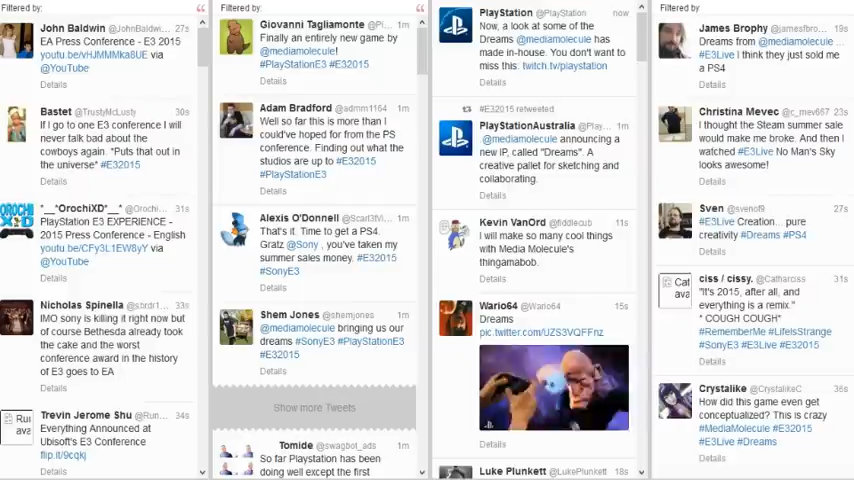 Filtered by:
John Baldwin @JohnBaldwi... 27s
EA Press Conference - E3 2015
youtu.be/vHJMMMka8UE via
@YouTube
Details
Bastet @TrustyMcLusty 30s
If I go to one E3 conference I will
never talk bad about the
cowboys again. *Puts that out in
the universe* #E32015
Details
*__*OrochiXD*__* @Orochi... 31s
PlayStation E3 EXPERIENCE -
2015 Press Conference - English
youtu.be/CFy3L1EW8yY via
@YouTube
Details
Nicholas Spinella @sbrdr1... 33s
IMO sony is killing it right now but
of course Bethesda already took
the cake and the worst
conference award in the history
of E3 goes to EA
Details
Trevin Jerome Shu @Run... 34s
Everything Announced at
Ubisoft's E3 Conference
flip.it/9cqkj
Details
Filtered by:
Giovanni Tagliamonte @Pi... 1m
Finally an entirely new game by
@mediamolecule!
#PlayStationE3 #E32015
Details
Adam Bradford @admm1164 1m
Well so far this is more than I
could've hoped for from the PS
conference. Finding out what the
studios are up to #E32015
#PlayStationE3
Details
Alexis O'Donnell @Scarl3tVi... 1m
That's it. Time to get a PS4.
Gratz @Sony , you've taken my
summer sales money. #E32015
#SonyE3
Details
Shem Jones @shemjones 1m
@mediamolecule bringing us our
dreams #SonyE3 #PlayStationE3
#E32015
Details
Show more Tweets
Tomide @swagbot_ads 1m
So far Playstation has been
doing well except the first
PlayStation @PlayStation now
Now, a look at some of the
Dreams @mediamolecule has
made in-house. You don't want to
miss this: twitch.tv/playstation
Details
#E32015 retweeted
PlayStationAustralia @Play... 1m
@mediamolecule announcing a
new IP, called "Dreams". A
creative pallet for sketching and
collaborating.
Details
Kevin VanOrd @fiddlecub 11s
I will make so many cool things
with Media Molecule's
thingamabob.
Details
Wario64 @Wario64 15s
Dreams
pic.twitter.com/UZS3VQFFnz
Details
Luke Plunkett @LukePlunkett 18s
Filtered by:
James Brophy @jamesfbro... 19s
Dreams from @mediamolecule ...
#E3Live I think they just sold me
a PS4
Details
Christina Mevec @c_mev667 23s
I thought the Steam summer sale
would make me broke. And then I
watched #E3Live No Man's Sky
looks awesome!
Details
Sven @svenof9 27s
#E3Live Creation... pure
creativity #Dreams #PS4
Details
Cat
ava
ciss / cissy. @Catharciss 31s
"It's 2015, after all, and
everything is a remix."
* COUGH COUGH*
#RememberMe #LifeIsStrange
#SonyE3 #E3Live #E32015
Details
Crystalike @CrystalikeC 36s
How did this game even get
conceptualized? This is crazy
#MediaMolecule #E32015
#E3Live #Dreams
Details